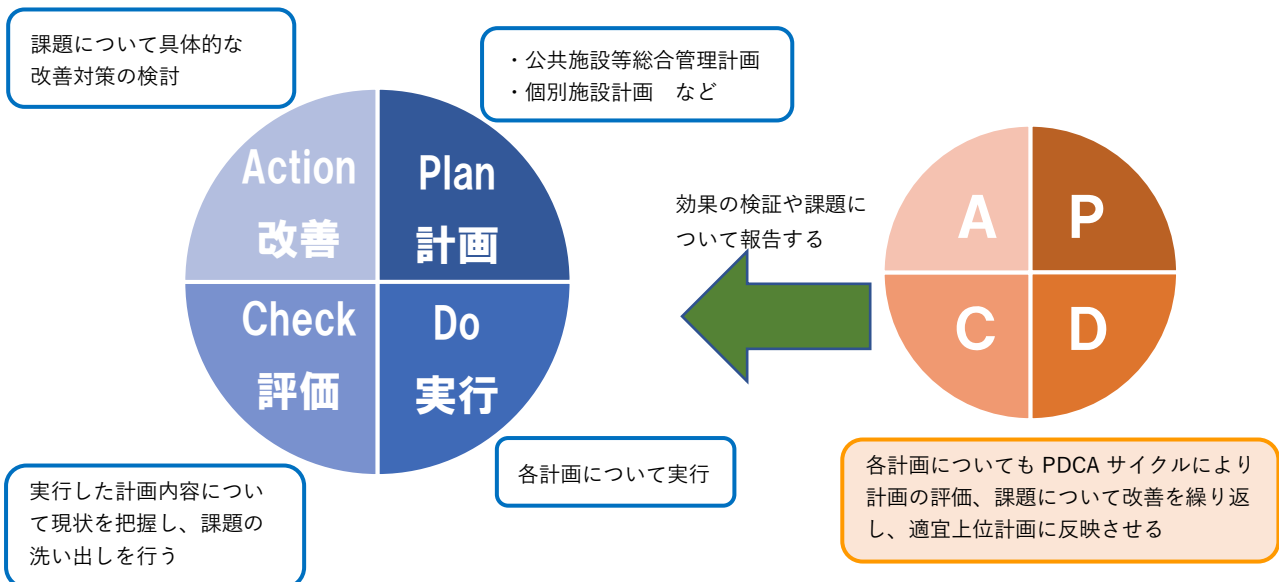 課題について具体的な
改善対策の検討
・公共施設等総合管理計画
・個別施設計画　など
Action
改善
Plan
計画
Check
評価
Do
実行
実行した計画内容につい
て現状を把握し、課題の
洗い出しを行う
各計画について実行
効果の検証や課題に
ついて報告する
A
P
C
D
各計画についても PDCA サイクルにより
計画の評価、課題について改善を繰り返
し、適宜上位計画に反映させる